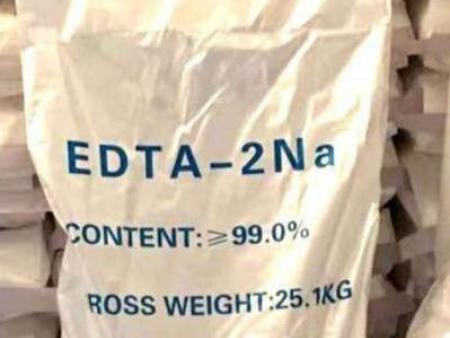 EDTA-2Na
CONTENT:≥99.0%
ROSS WEIGHT:25.1KG